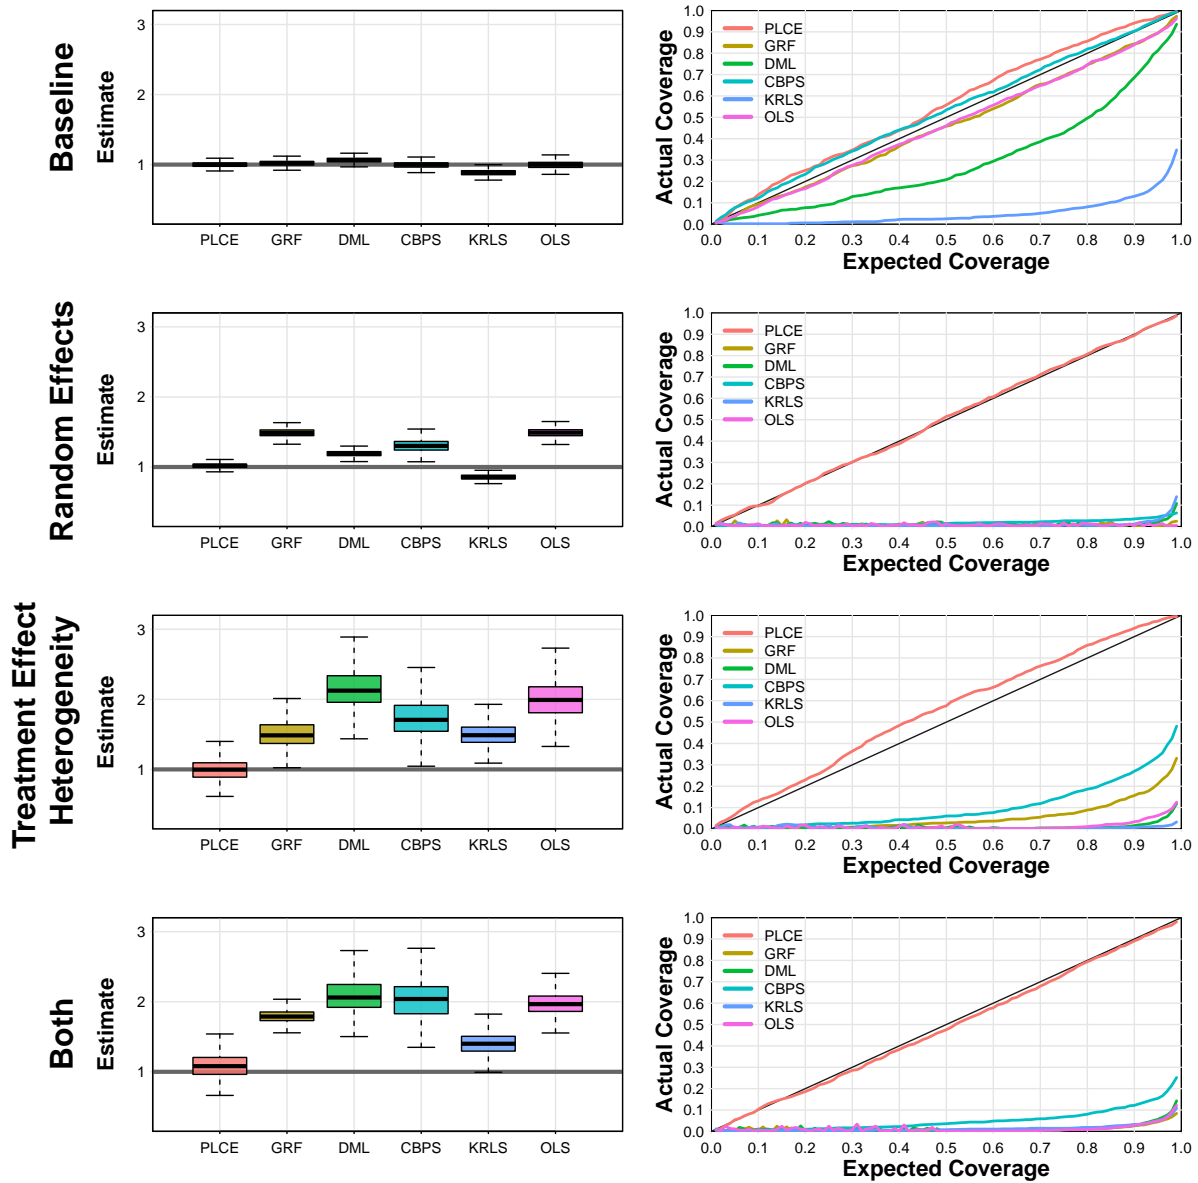 Baseline
Estimate
3
2
1
PLCE GRF DML CBPS KRLS OLS
Actual Coverage
1.0
0.9
0.8
0.7
0.6
0.5
0.4
0.3
0.2
0.1
0.0
PLCE
GRF
DML
CBPS
KRLS
OLS
0.0 0.1 0.2 0.3 0.4 0.5 0.6 0.7 0.8 0.9 1.0
Expected Coverage
Random Effects
Estimate
3
2
1
PLCE GRF DML CBPS KRLS OLS
Actual Coverage
1.0
0.9
0.8
0.7
0.6
0.5
0.4
0.3
0.2
0.1
0.0
PLCE
GRF
DML
CBPS
KRLS
OLS
0.0 0.1 0.2 0.3 0.4 0.5 0.6 0.7 0.8 0.9 1.0
Expected Coverage
Treatment Effect
Heterogeneity
Estimate
3
2
1
PLCE GRF DML CBPS KRLS OLS
Actual Coverage
1.0
0.9
0.8
0.7
0.6
0.5
0.4
0.3
0.2
0.1
0.0
PLCE
GRF
DML
CBPS
KRLS
OLS
0.0 0.1 0.2 0.3 0.4 0.5 0.6 0.7 0.8 0.9 1.0
Expected Coverage
Both
Estimate
3
2
1
PLCE GRF DML CBPS KRLS OLS
Actual Coverage
1.0
0.9
0.8
0.7
0.6
0.5
0.4
0.3
0.2
0.1
0.0
PLCE
GRF
DML
CBPS
KRLS
OLS
0.0 0.1 0.2 0.3 0.4 0.5 0.6 0.7 0.8 0.9 1.0
Expected Coverage